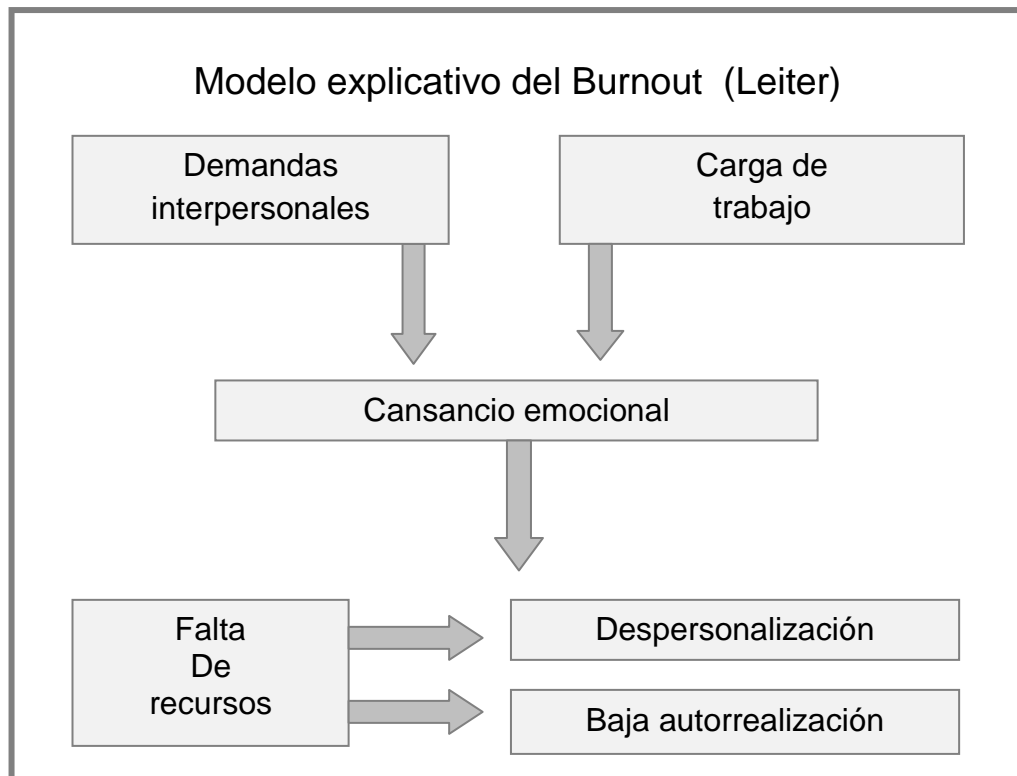 Modelo explicativo del Burnout  (Leiter)
Demandas
interpersonales
Carga de
trabajo
Cansancio emocional
Falta
De
recursos
Despersonalización
Baja autorrealización